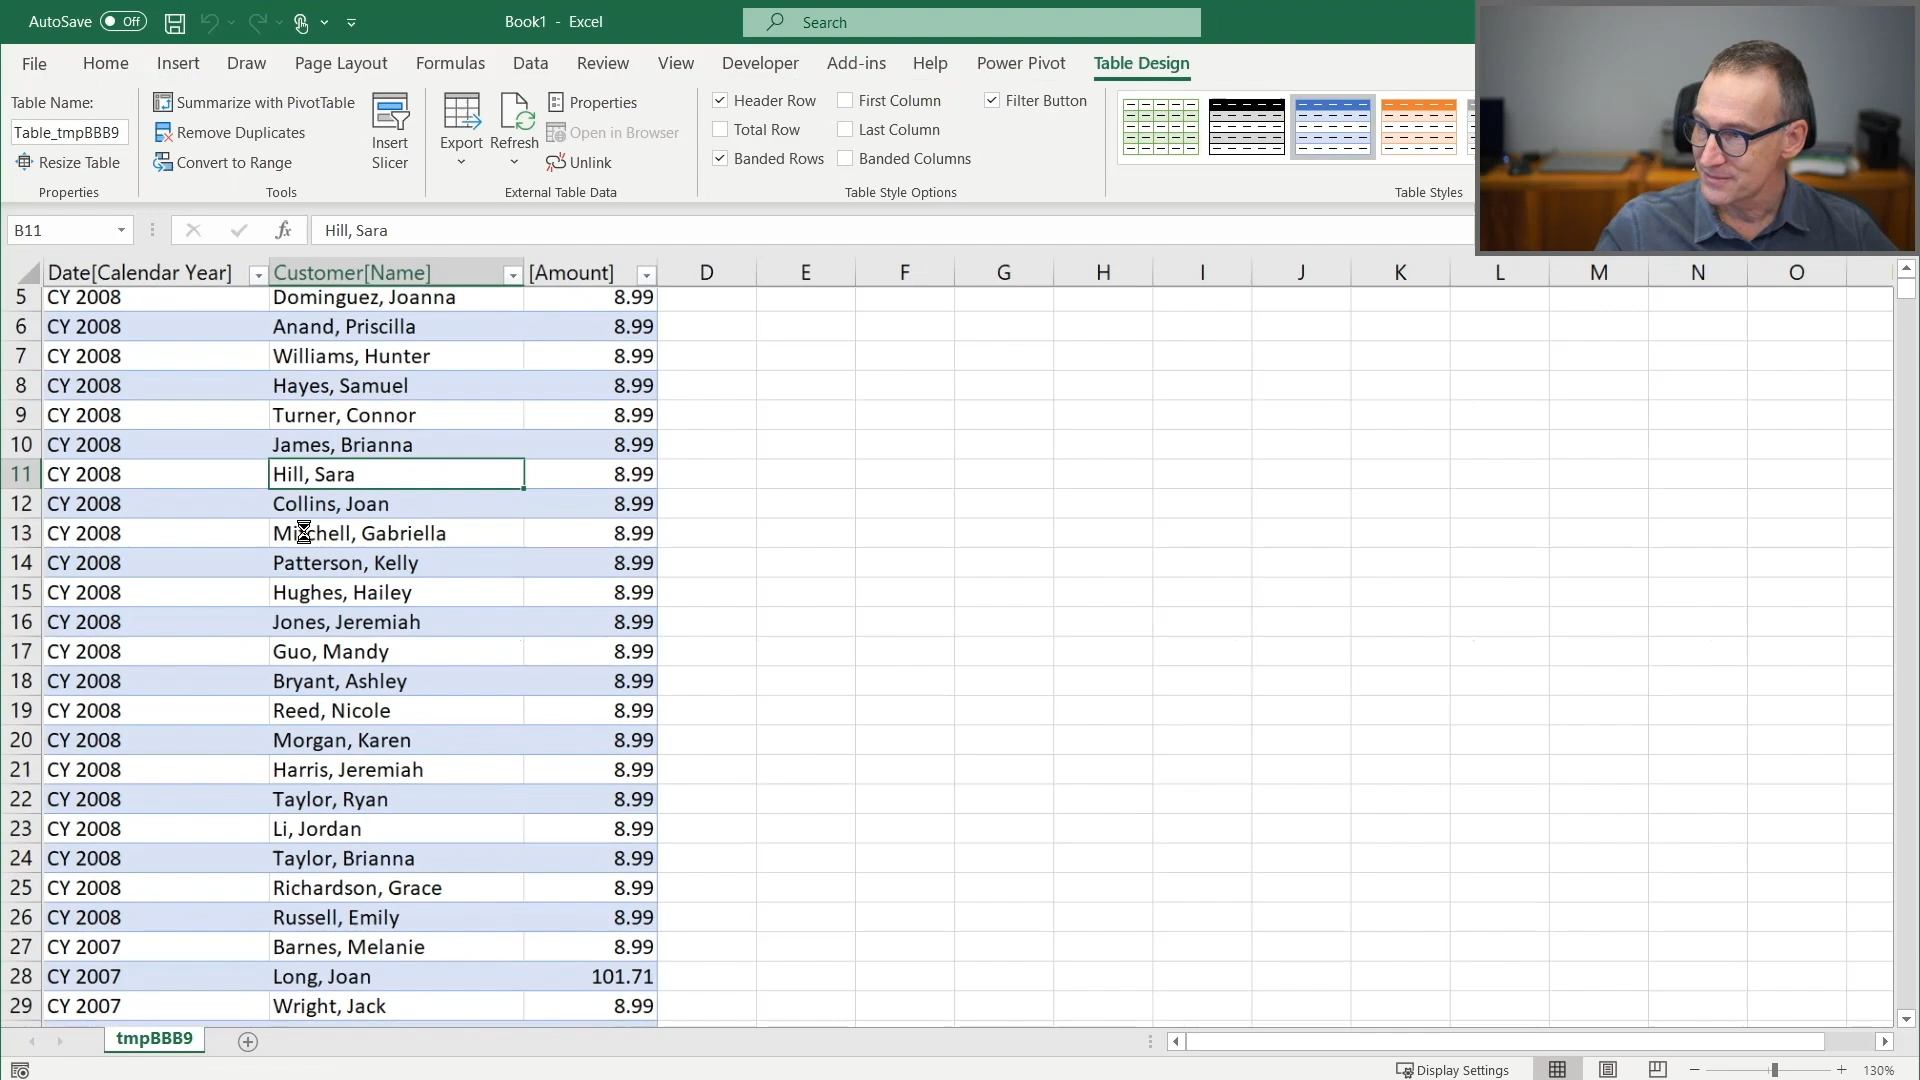 AutoSave Off Book1 - Excel Search
File Home Insert Draw Page Layout Formulas Data Review View Developer Add-ins Help Power Pivot Table Design
Table Name:
Table_tmpBBB9
Resize Table
Properties
Summarize with PivotTable
Remove Duplicates
Convert to Range
Insert
Slicer
Tools
Export Refresh
Properties
Open in Browser
Unlink
External Table Data
Header Row First Column Filter Button
Total Row Last Column
Banded Rows Banded Columns
Table Style Options
Table Styles
B11 fx Hill, Sara
Date[Calendar Year] Customer[Name] [Amount] D E F G H I J K L M N O
5 CY 2008 Dominguez, Joanna 8.99
6 CY 2008 Anand, Priscilla 8.99
7 CY 2008 Williams, Hunter 8.99
8 CY 2008 Hayes, Samuel 8.99
9 CY 2008 Turner, Connor 8.99
10 CY 2008 James, Brianna 8.99
11 CY 2008 Hill, Sara 8.99
12 CY 2008 Collins, Joan 8.99
13 CY 2008 Mitchell, Gabriella 8.99
14 CY 2008 Patterson, Kelly 8.99
15 CY 2008 Hughes, Hailey 8.99
16 CY 2008 Jones, Jeremiah 8.99
17 CY 2008 Guo, Mandy 8.99
18 CY 2008 Bryant, Ashley 8.99
19 CY 2008 Reed, Nicole 8.99
20 CY 2008 Morgan, Karen 8.99
21 CY 2008 Harris, Jeremiah 8.99
22 CY 2008 Taylor, Ryan 8.99
23 CY 2008 Li, Jordan 8.99
24 CY 2008 Taylor, Brianna 8.99
25 CY 2008 Richardson, Grace 8.99
26 CY 2008 Russell, Emily 8.99
27 CY 2007 Barnes, Melanie 8.99
28 CY 2007 Long, Joan 101.71
29 CY 2007 Wright, Jack 8.99
tmpBBB9
Display Settings 130%